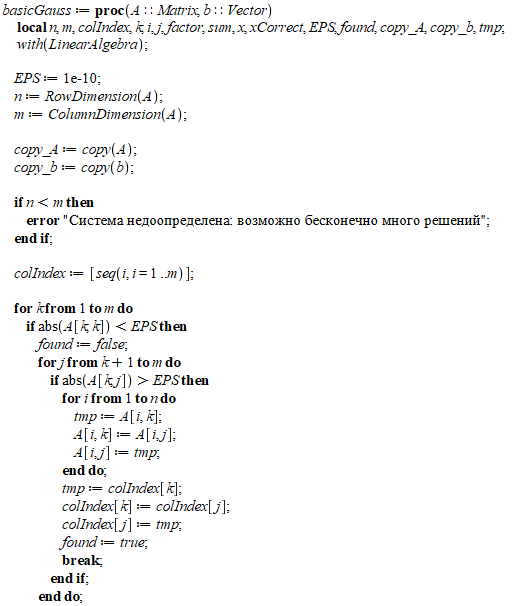 basicGauss := proc(A :: Matrix, b :: Vector)
local n, m, colIndex, k, i, j, factor, sum, x, xCorrect, EPS, found, copy_A, copy_b, tmp;
with(LinearAlgebra);
EPS := 1e-10;
n := RowDimension(A);
m := ColumnDimension(A);
copy_A := copy(A);
copy_b := copy(b);
if n < m then
error "Система недоопределена: возможно бесконечно много решений";
end if;
colIndex := [seq(i, i = 1 ..m)];
for k from 1 to m do
if abs(A[k, k]) < EPS then
found := false;
for j from k + 1 to m do
if abs(A[k, j]) > EPS then
for i from 1 to n do
tmp := A[i, k];
A[i, k] := A[i, j];
A[i, j] := tmp;
end do;
tmp := colIndex[k];
colIndex[k] := colIndex[j];
colIndex[j] := tmp;
found := true;
break;
end if;
end do;